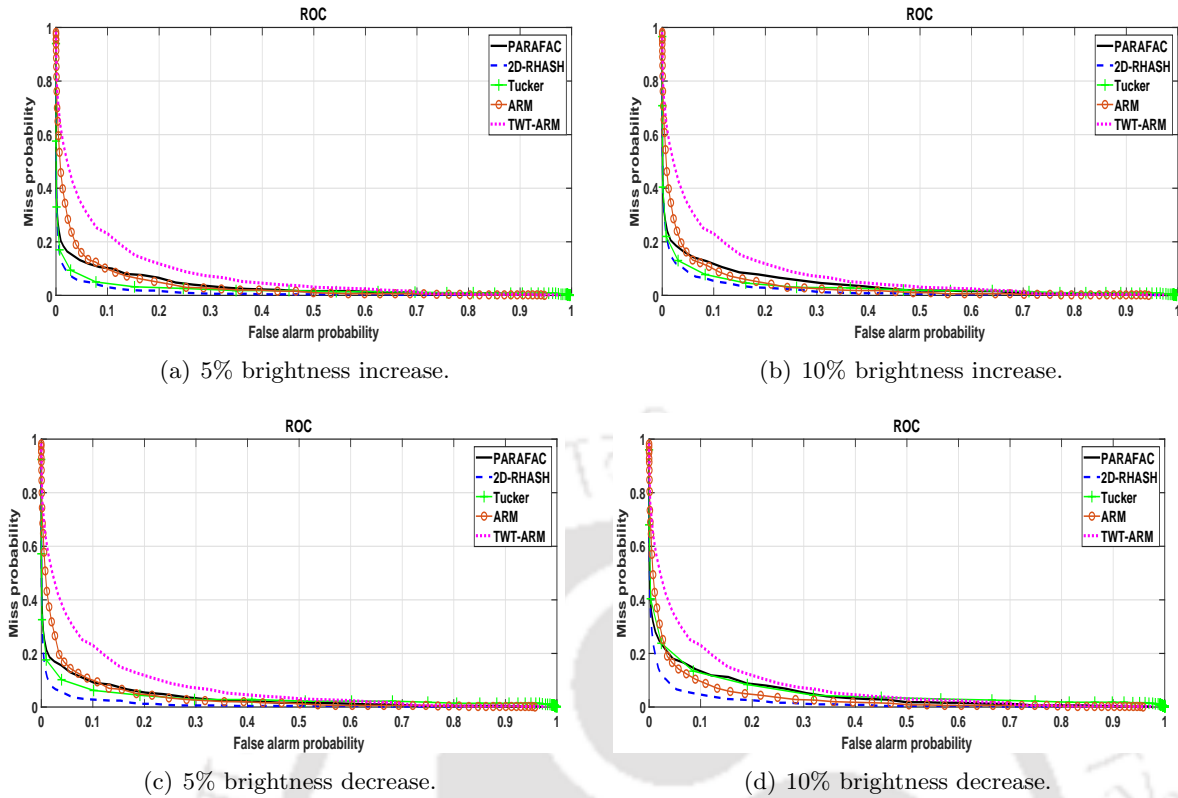 ROC
PARAFAC
2D-RHASH
Tucker
ARM
TWT-ARM
Miss probability
1
0.8
0.6
0.4
0.2
0
0 0.1 0.2 0.3 0.4 0.5 0.6 0.7 0.8 0.9 1
False alarm probability
(a) 5% brightness increase.
ROC
PARAFAC
2D-RHASH
Tucker
ARM
TWT-ARM
Miss probability
1
0.8
0.6
0.4
0.2
0
0 0.1 0.2 0.3 0.4 0.5 0.6 0.7 0.8 0.9 1
False alarm probability
(b) 10% brightness increase.
ROC
PARAFAC
2D-RHASH
Tucker
ARM
TWT-ARM
Miss probability
1
0.8
0.6
0.4
0.2
0
0 0.1 0.2 0.3 0.4 0.5 0.6 0.7 0.8 0.9 1
False alarm probability
(c) 5% brightness decrease.
ROC
PARAFAC
2D-RHASH
Tucker
ARM
TWT-ARM
Miss probability
1
0.8
0.6
0.4
0.2
0
0 0.1 0.2 0.3 0.4 0.5 0.6 0.7 0.8 0.9 1
False alarm probability
(d) 10% brightness decrease.